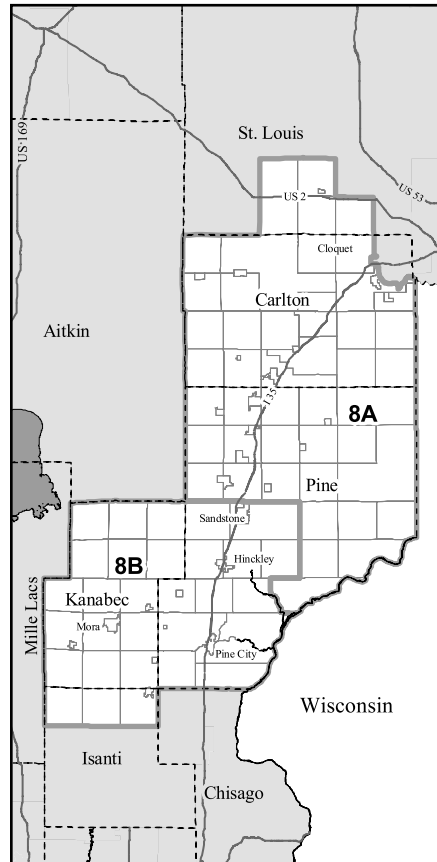 St. Louis
US 169
US 2
US 53
Cloquet
Carlton
Aitkin
I 35
8A
Pine
Sandstone
8B
Hinckley
Mille Lacs
Kanabec
Mora
Pine City
Wisconsin
Isanti
Chisago